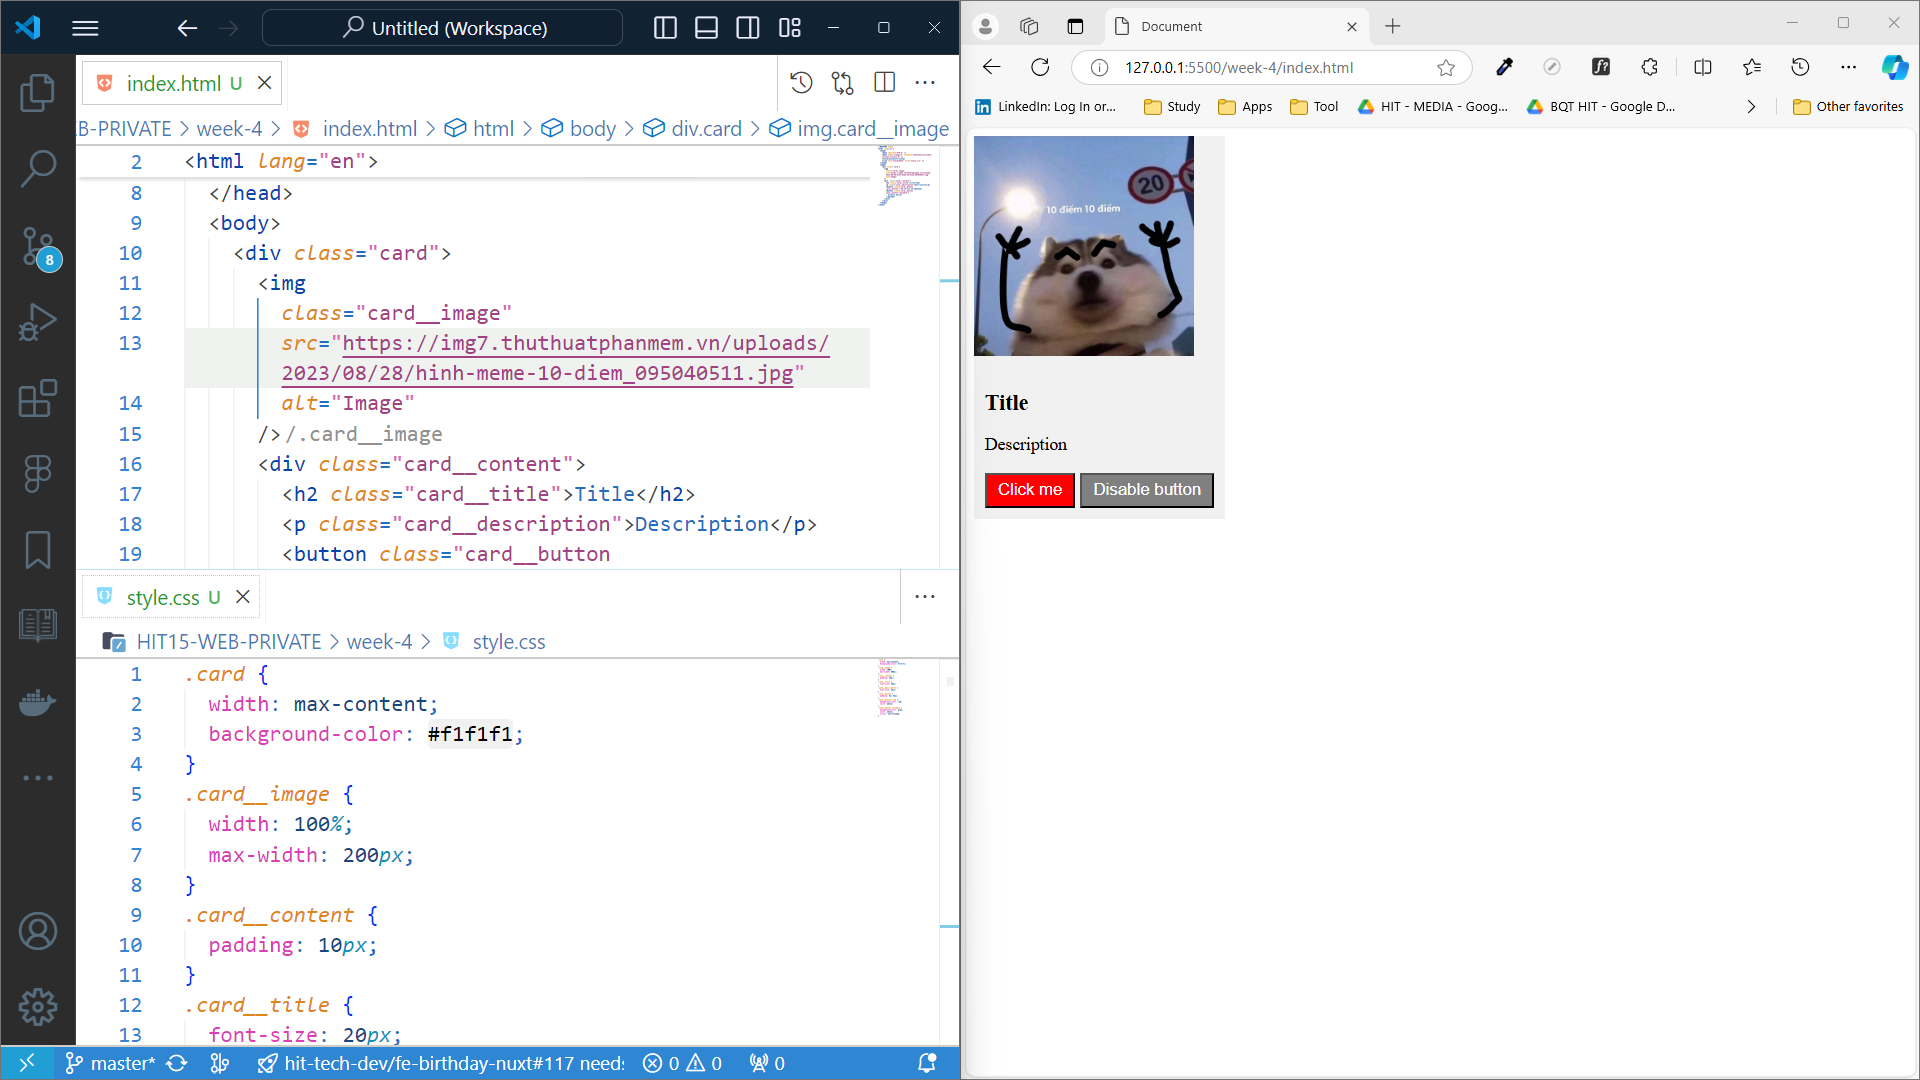 Untitled (Workspace)
index.html U
B-PRIVATE > week-4 > index.html > html > body > div.card > img.card__image
2 <html lang="en">
8 </head>
9 <body>
10 <div class="card">
11 <img
12 class="card__image"
13 src="https://img7.thuthuatphanmem.vn/uploads/
2023/08/28/hinh-meme-10-diem_095040511.jpg"
14 alt="Image"
15 />/.card__image
16 <div class="card__content">
17 <h2 class="card__title">Title</h2>
18 <p class="card__description">Description</p>
19 <button class="card__button
8
style.css U
HIT15-WEB-PRIVATE > week-4 > style.css
1 .card {
2 width: max-content;
3 background-color: #f1f1f1;
4 }
5 .card__image {
6 width: 100%;
7 max-width: 200px;
8 }
9 .card__content {
10 padding: 10px;
11 }
12 .card__title {
13 font-size: 20px;
master* hit-tech-dev/fe-birthday-nuxt#117 needs 0 0 0
Document
127.0.0.1:5500/week-4/index.html
LinkedIn: Log In or... Study Apps Tool HIT - MEDIA - Goog... BQT HIT - Google D... Other favorites
20
10 điểm 10 điểm
Title
Description
Click me Disable button